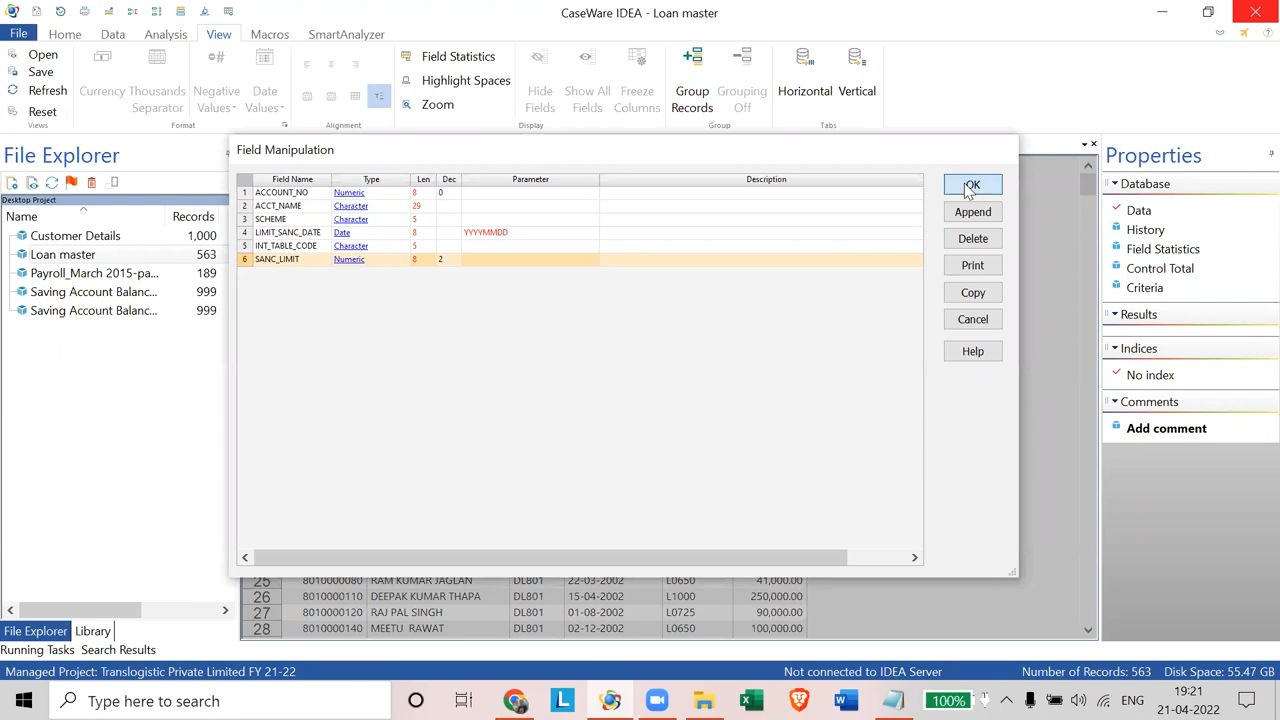 CaseWare IDEA - Loan master
File Home Data Analysis View Macros SmartAnalyzer
Open
Save
Refresh
Reset
Views
Currency Thousands Separator Negative Values Date Values
Format
Alignment
Field Statistics
Highlight Spaces
Zoom
Hide Fields Show All Fields Freeze Columns
Display
Group Records Grouping Off
Group
Horizontal Vertical
Tabs
File Explorer
Desktop Project
Name Records
Customer Details 1,000
Loan master 563
Payroll_March 2015-pa... 189
Saving Account Balanc... 999
Saving Account Balanc... 999
File Explorer Library
Running Tasks Search Results
Field Manipulation
Field Name Type Len Dec Parameter Description
1 ACCOUNT_NO Numeric 8 0
2 ACCT_NAME Character 29
3 SCHEME Character 5
4 LIMIT_SANC_DATE Date 8 YYYYMMDD
5 INT_TABLE_CODE Character 5
6 SANC_LIMIT Numeric 8 2
OK
Append
Delete
Print
Copy
Cancel
Help
25 8010000080 RAM KUMAR JAGLAN DL801 22-03-2002 L0650 41,000.00
26 8010000110 DEEPAK KUMAR THAPA DL801 15-04-2002 L1000 250,000.00
27 8010000120 RAJ PAL SINGH DL801 01-08-2002 L0725 90,000.00
28 8010000140 MEETU RAWAT DL801 02-12-2002 L0650 100,000.00
Properties
Database
Data
History
Field Statistics
Control Total
Criteria
Results
Indices
No index
Comments
Add comment
Managed Project: Translogistic Private Limited FY 21-22 Not connected to IDEA Server Number of Records: 563 Disk Space: 55.47 GB
Type here to search
100%
ENG
19:21
21-04-2022